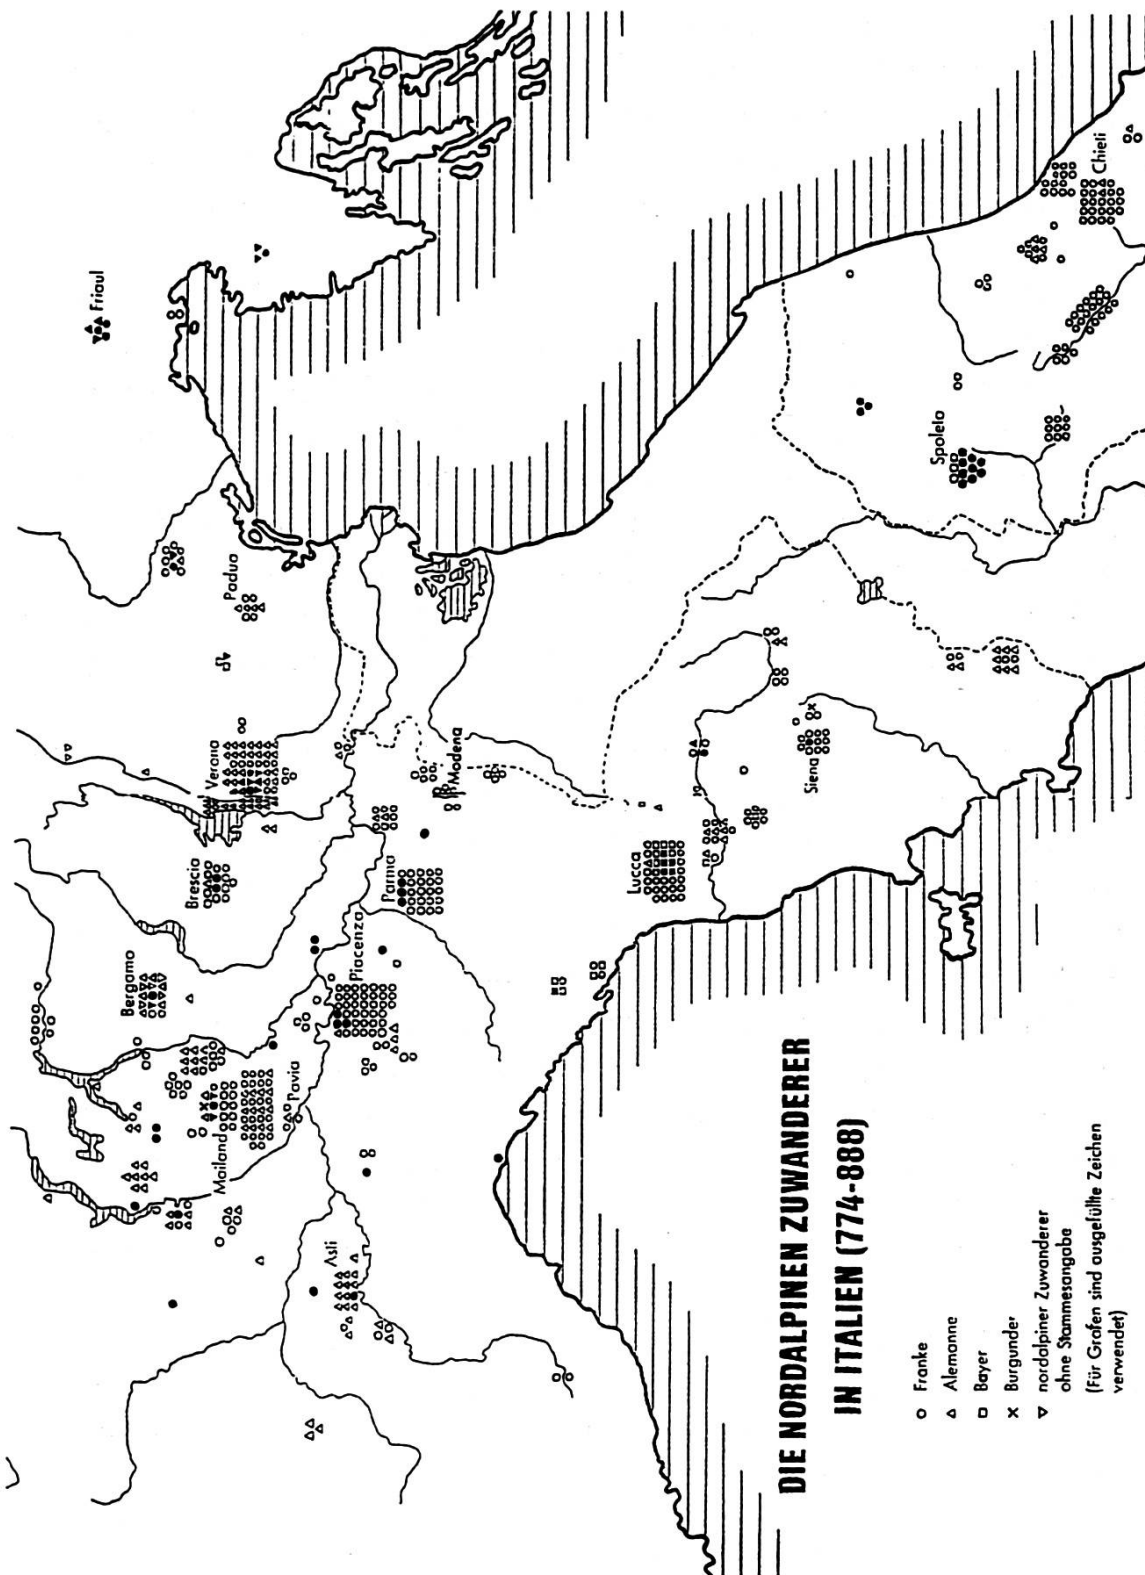 Friaul
Padua
Verona
Brescia
Bergamo
Mailand
Pavia
Piacenza
Parma
Modena
Asti
Lucca
Siena
Spoleto
Chieti
DIE NORDALPINEN ZUWANDERER
IN ITALIEN (774-888)
○ Franke
△ Alemanne
□ Bayer
× Burgunder
▽ nordalpiner Zuwanderer
ohne Stammesangabe
(Für Grafen sind ausgefüllte Zeichen
verwendet)